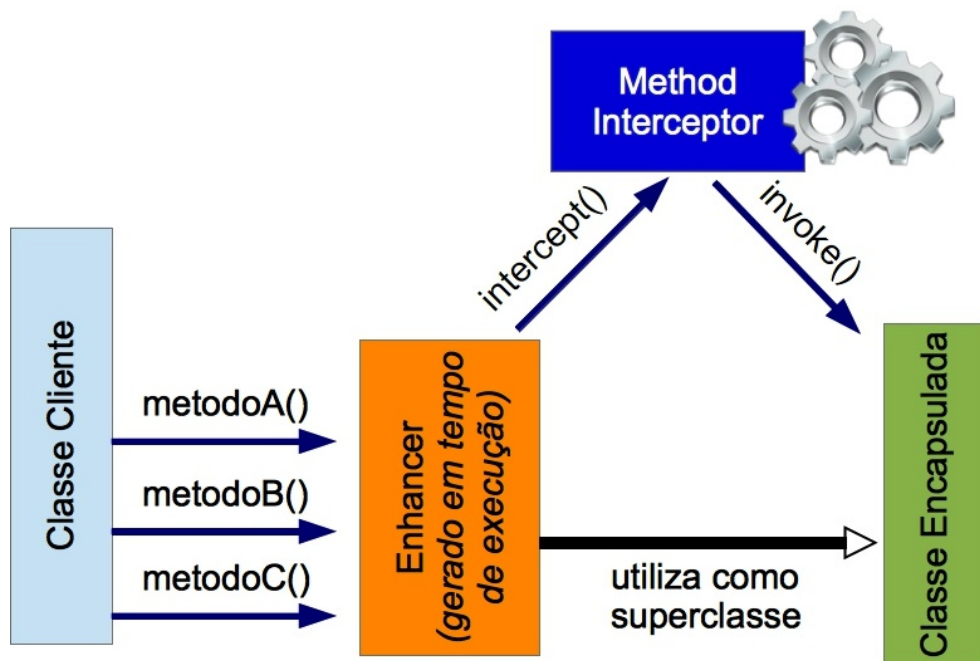 Method
Interceptor
intercept()
invoke()
Classe Cliente
metodoA()
metodoB()
metodoC()
Enhancer
(gerado em tempo
de execução)
utiliza como
superclasse
Classe Encapsulada